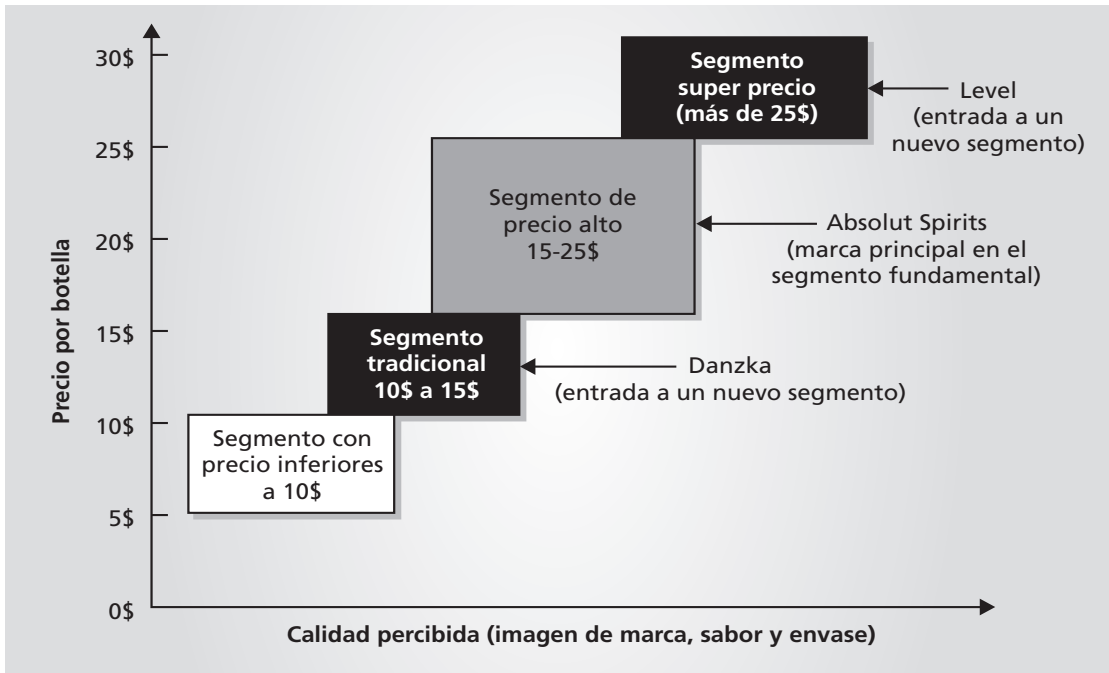 30$
25$
20$
15$
10$
5$
0$
Precio por botella
Segmento
super precio
(más de 25$)
Level
(entrada a un
nuevo segmento)
Segmento de
precio alto
15-25$
Absolut Spirits
(marca principal en el
segmento fundamental)
Segmento
tradicional
10$ a 15$
Danzka
(entrada a un nuevo segmento)
Segmento con
precio inferiores
a 10$
Calidad percibida (imagen de marca, sabor y envase)